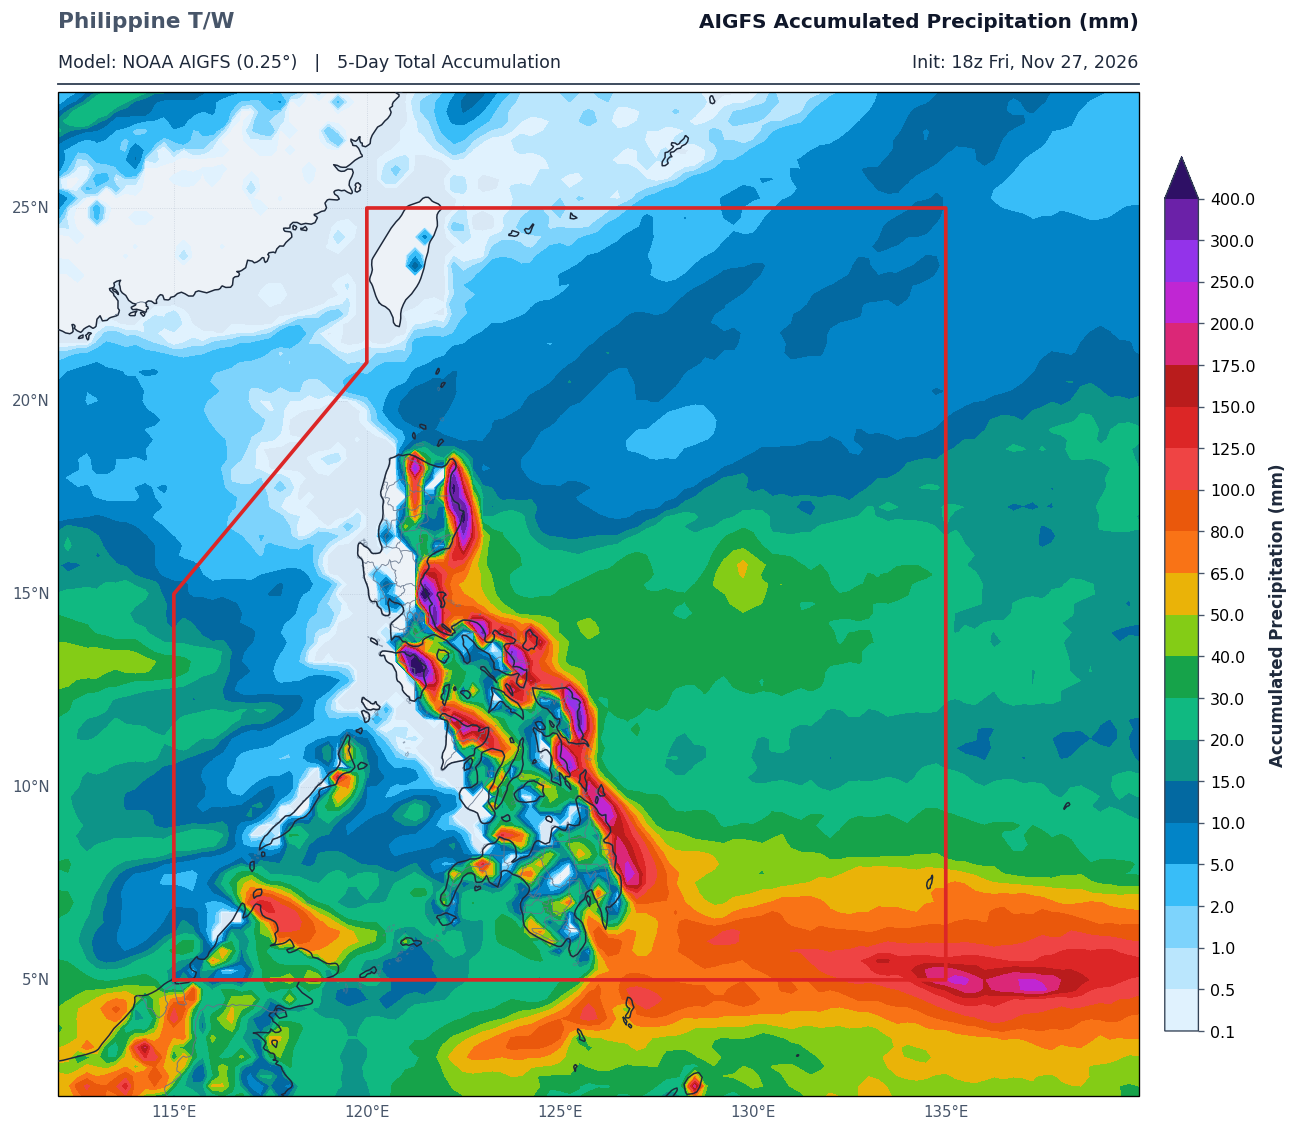 Philippine T/W
AIGFS Accumulated Precipitation (mm)
Model: NOAA AIGFS (0.25°) | 5-Day Total Accumulation
Init: 18z Fri, Nov 27, 2026
25°N
20°N
15°N
10°N
5°N
115°E
120°E
125°E
130°E
135°E
400.0
300.0
250.0
200.0
175.0
150.0
125.0
100.0
80.0
65.0
50.0
40.0
30.0
20.0
15.0
10.0
5.0
2.0
1.0
0.5
0.1
Accumulated Precipitation (mm)